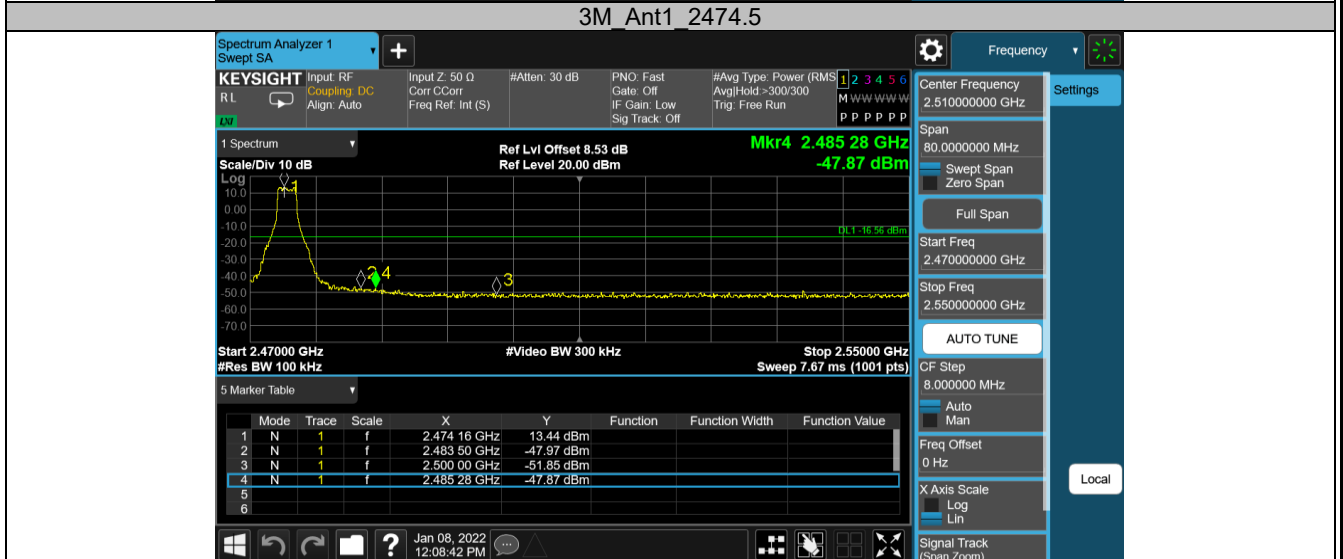 3M_Ant1_2474.5
Spectrum Analyzer 1
Swept SA
Frequency
KEYSIGHT
R L
LXI
Input: RF
Coupling: DC
Align: Auto
Input Z: 50 Ω
Corr CCorr
Freq Ref: Int (S)
#Atten: 30 dB
PNO: Fast
Gate: Off
IF Gain: Low
Sig Track: Off
#Avg Type: Power (RMS
Avg|Hold:>300/300
Trig: Free Run
1 2 3 4 5 6
M W W W W W
P P P P P P
Center Frequency
2.510000000 GHz
Settings
Span
80.0000000 MHz
Swept Span
Zero Span
Full Span
Start Freq
2.470000000 GHz
Stop Freq
2.550000000 GHz
AUTO TUNE
CF Step
8.000000 MHz
Auto
Man
Freq Offset
0 Hz
X Axis Scale
Log
Lin
Signal Track
(Span Zoom)
Local
1 Spectrum
Scale/Div 10 dB
Ref Lvl Offset 8.53 dB
Ref Level 20.00 dBm
Mkr4 2.485 28 GHz
-47.87 dBm
Log
10.0
0.00
-10.0
-20.0
-30.0
-40.0
-50.0
-60.0
-70.0
1
2 4
3
DL1 -16.56 dBm
Start 2.47000 GHz
#Video BW 300 kHz
Stop 2.55000 GHz
#Res BW 100 kHz
Sweep 7.67 ms (1001 pts)
5 Marker Table
Mode Trace Scale X Y Function Function Width Function Value
1 N 1 f 2.474 16 GHz 13.44 dBm
2 N 1 f 2.483 50 GHz -47.97 dBm
3 N 1 f 2.500 00 GHz -51.85 dBm
4 N 1 f 2.485 28 GHz -47.87 dBm
5
6
Jan 08, 2022
12:08:42 PM